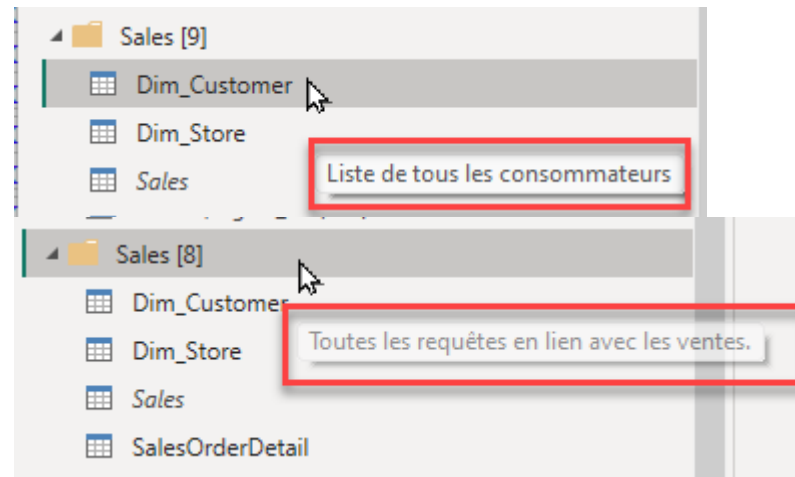 Sales [9]
Dim_Customer
Dim_Store
Sales
Liste de tous les consommateurs
Sales [8]
Dim_Customer
Dim_Store
Toutes les requêtes en lien avec les ventes.
Sales
SalesOrderDetail